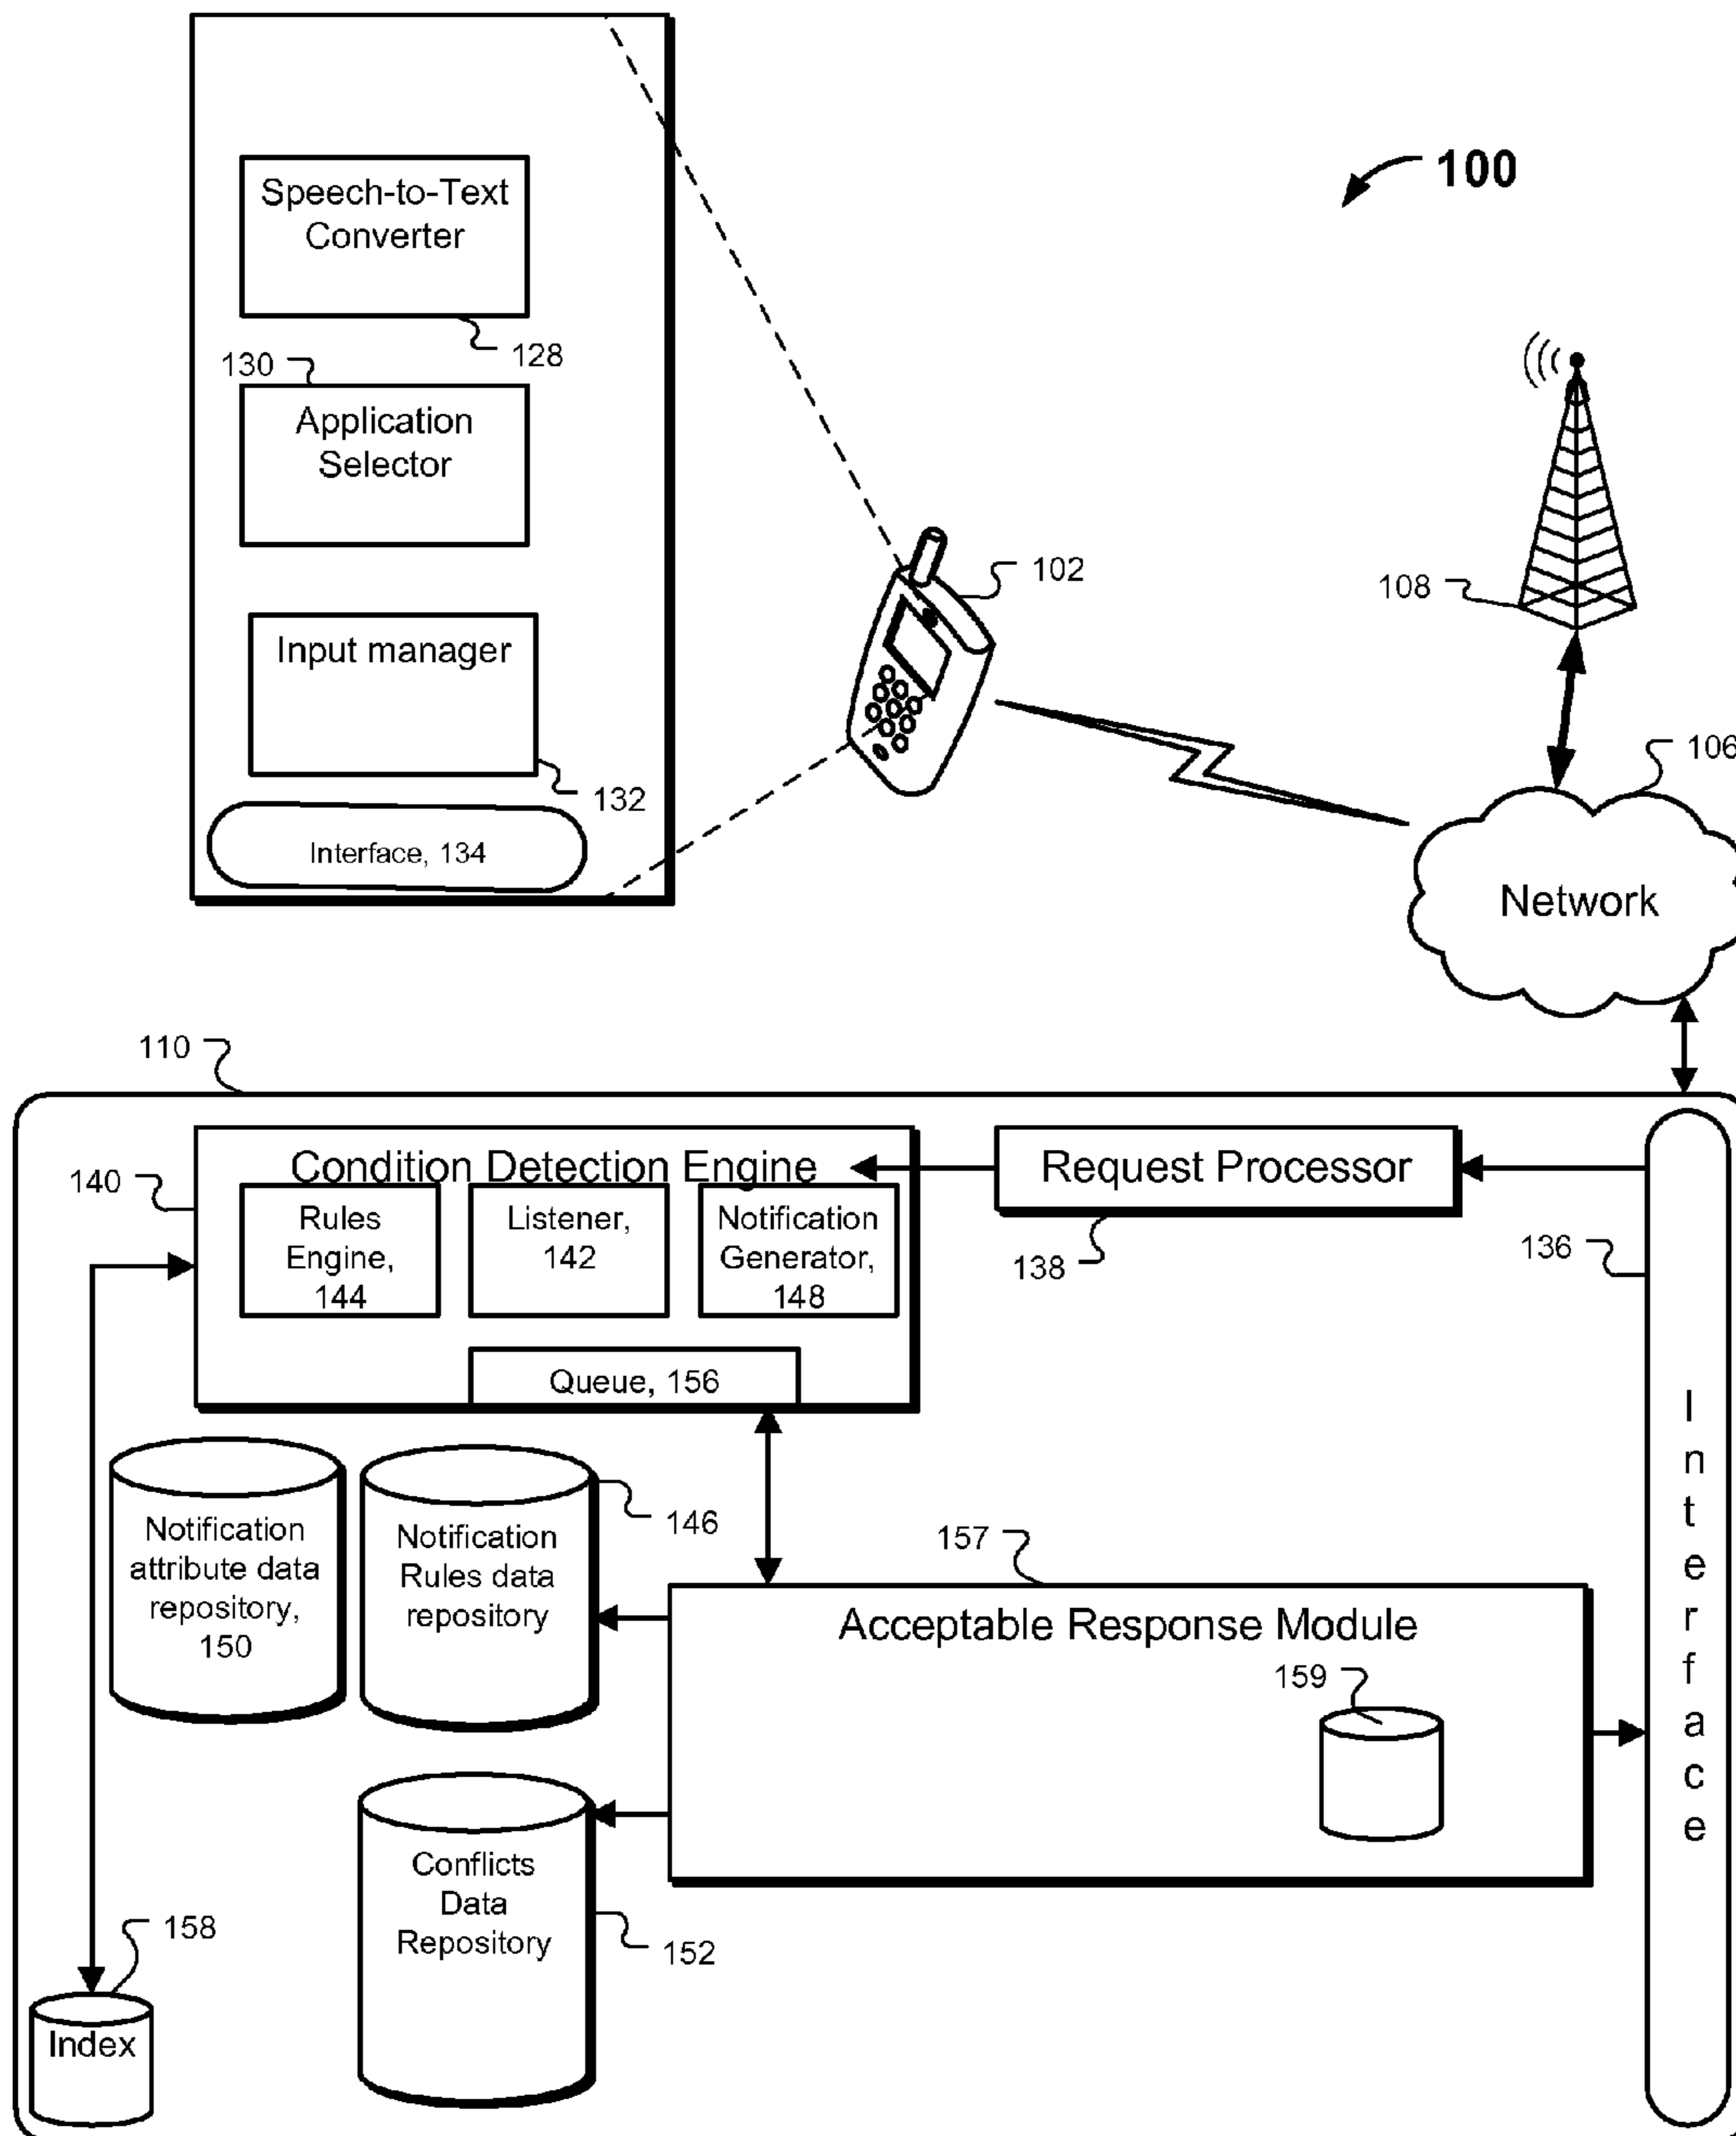 100
Speech-to-Text
Converter
128
130
Application
Selector
Input manager
132
Interface, 134
102
108
106
Network
110
Condition Detection Engine
140
Rules
Engine,
144
Listener,
142
Notification
Generator,
148
Queue, 156
Request Processor
138
136
Interface
Notification
attribute data
repository,
150
Notification
Rules data
repository
146
157
Acceptable Response Module
159
Conflicts
Data
Repository
152
158
Index